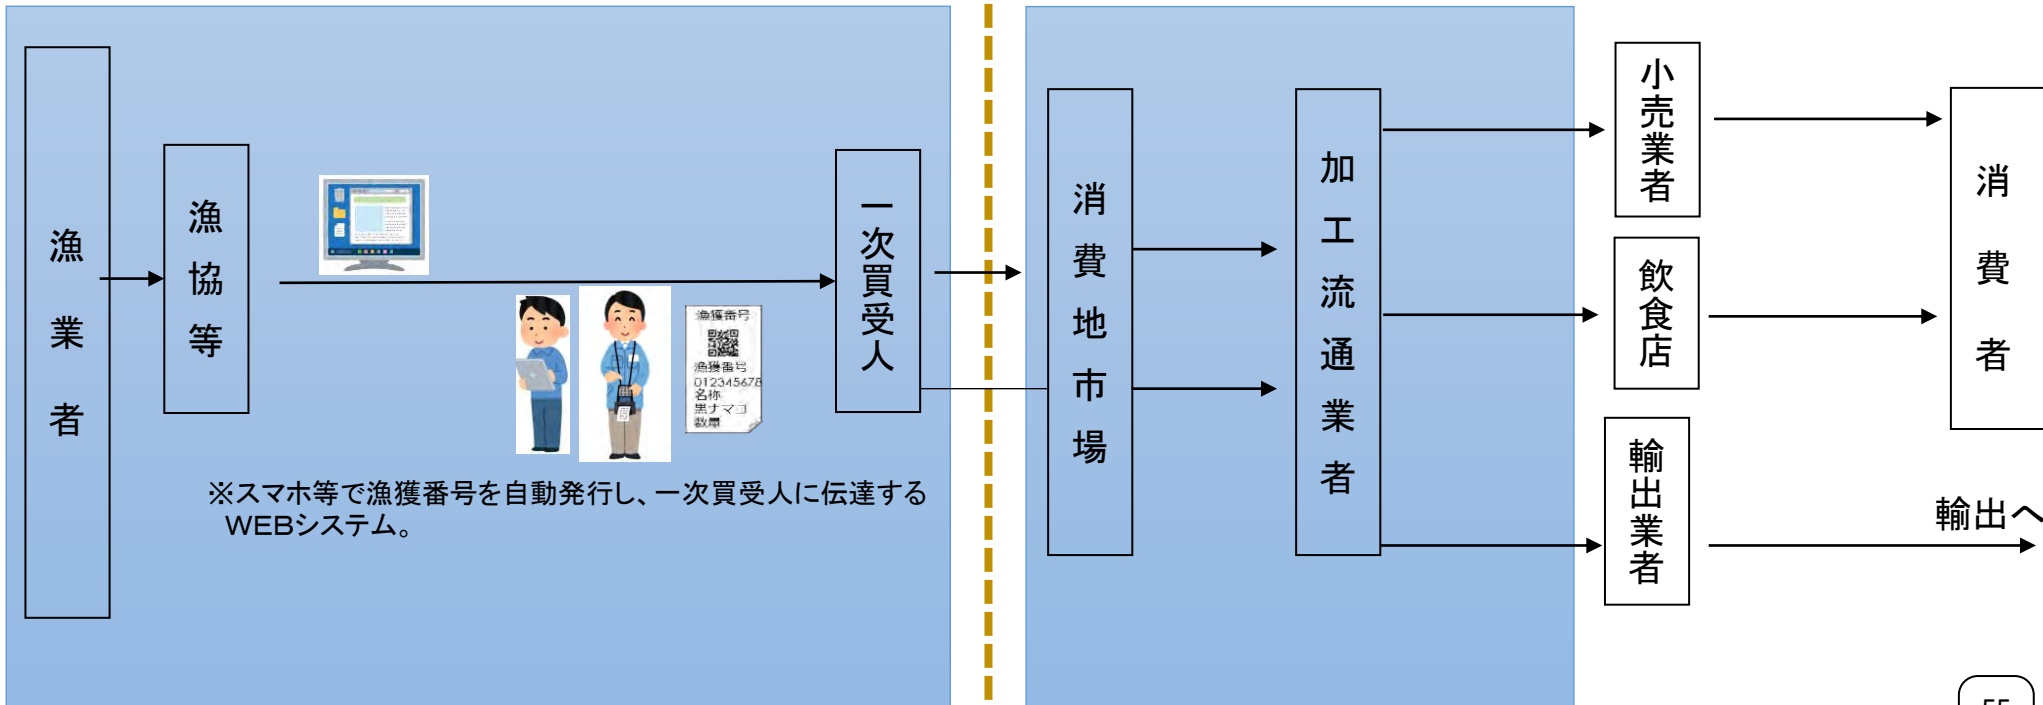 漁業者
漁協等
漁獲番号
漁獲番号
012345678
名称
黒ナマコ
数量
一次買受人
※スマホ等で漁獲番号を自動発行し、一次買受人に伝達する
WEBシステム。
消費地市場
加工流通業者
小売業者
飲食店
輸出業者
消費者
輸出へ
55